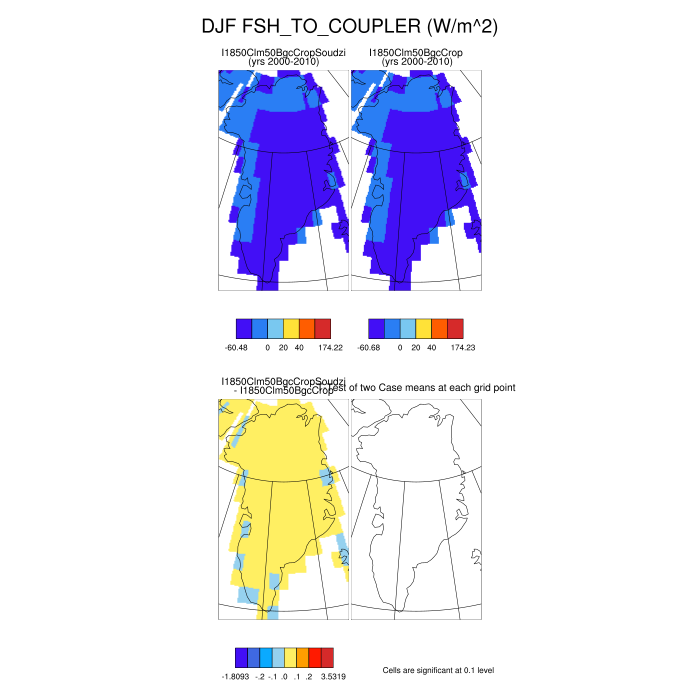 DJF FSH_TO_COUPLER (W/m^2)
I1850Clm50BgcCropSoudzi
(yrs 2000-2010)
I1850Clm50BgcCrop
(yrs 2000-2010)
-60.48 0 20 40 174.22
-60.68 0 20 40 174.23
I1850Clm50BgcCropSoudzi
- I1850Clm50BgcCrop
Test of two Case means at each grid point
-1.8093 -.2 -.1 .0 .1 .2 3.5319
Cells are significant at 0.1 level